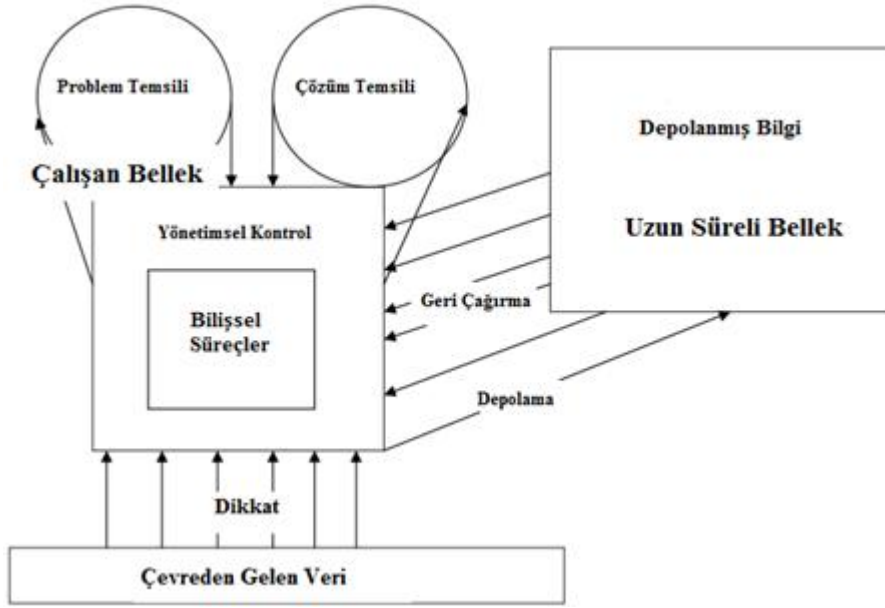 Problem Temsili
Çözüm Temsili
Depolanmış Bilgi
Çalışan Bellek
Yönetimsel Kontrol
Uzun Süreli Bellek
Geri Çağırma
Bilişsel
Süreçler
Depolama
Dikkat
Çevreden Gelen Veri